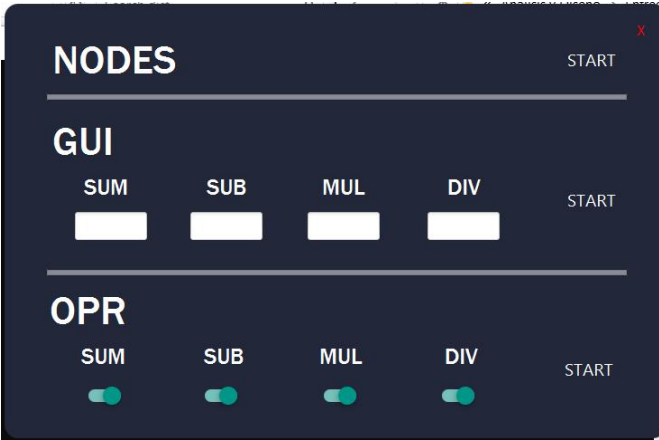 X
NODES START
GUI
SUM SUB MUL DIV
START
OPR
SUM SUB MUL DIV
START